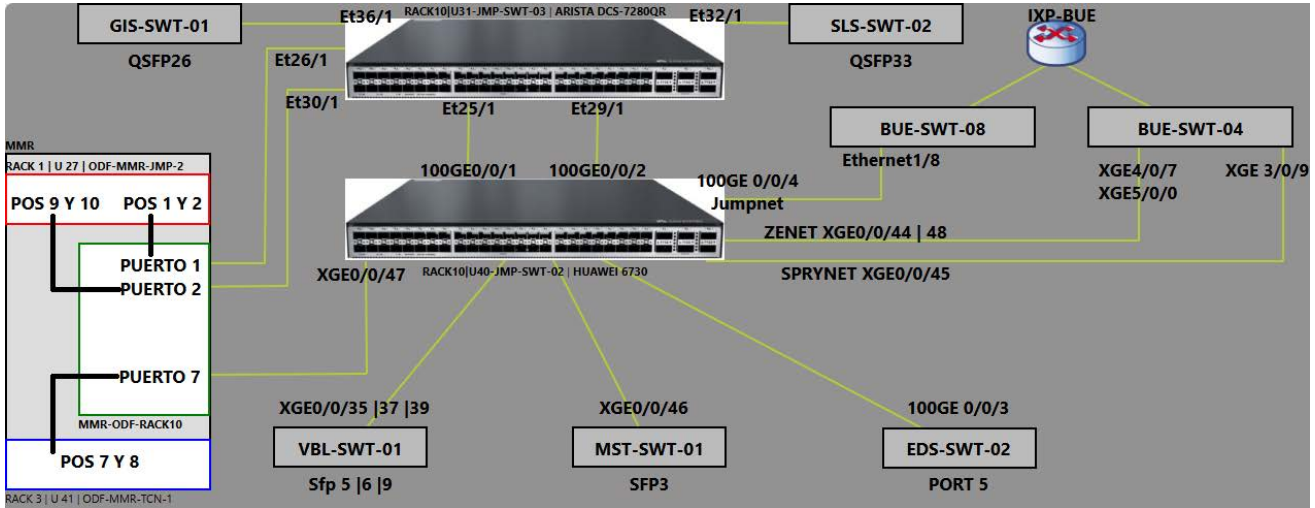 GIS-SWT-01
QSFP26
Et36/1
RACK10|U31-JMP-SWT-03 | ARISTA DCS-7280QR
Et32/1
SLS-SWT-02
QSFP33
IXP-BUE
Et26/1
Et30/1
Et25/1
Et29/1
BUE-SWT-08
Ethernet1/8
BUE-SWT-04
XGE4/0/7
XGE5/0/0
XGE 3/0/9
MMR
RACK 1 | U 27 | ODF-MMR-JMP-2
POS 9 Y 10
POS 1 Y 2
100GE0/0/1
100GE0/0/2
100GE 0/0/4
Jumpnet
ZENET XGE0/0/44 | 48
SPRYNET XGE0/0/45
PUERTO 1
PUERTO 2
XGE0/0/47
RACK10|U40-JMP-SWT-02 | HUAWEI 6730
PUERTO 7
MMR-ODF-RACK10
POS 7 Y 8
RACK 3 | U 41 | ODF-MMR-TCN-1
XGE0/0/35 |37 |39
VBL-SWT-01
Sfp 5 |6 |9
XGE0/0/46
MST-SWT-01
SFP3
100GE 0/0/3
EDS-SWT-02
PORT 5